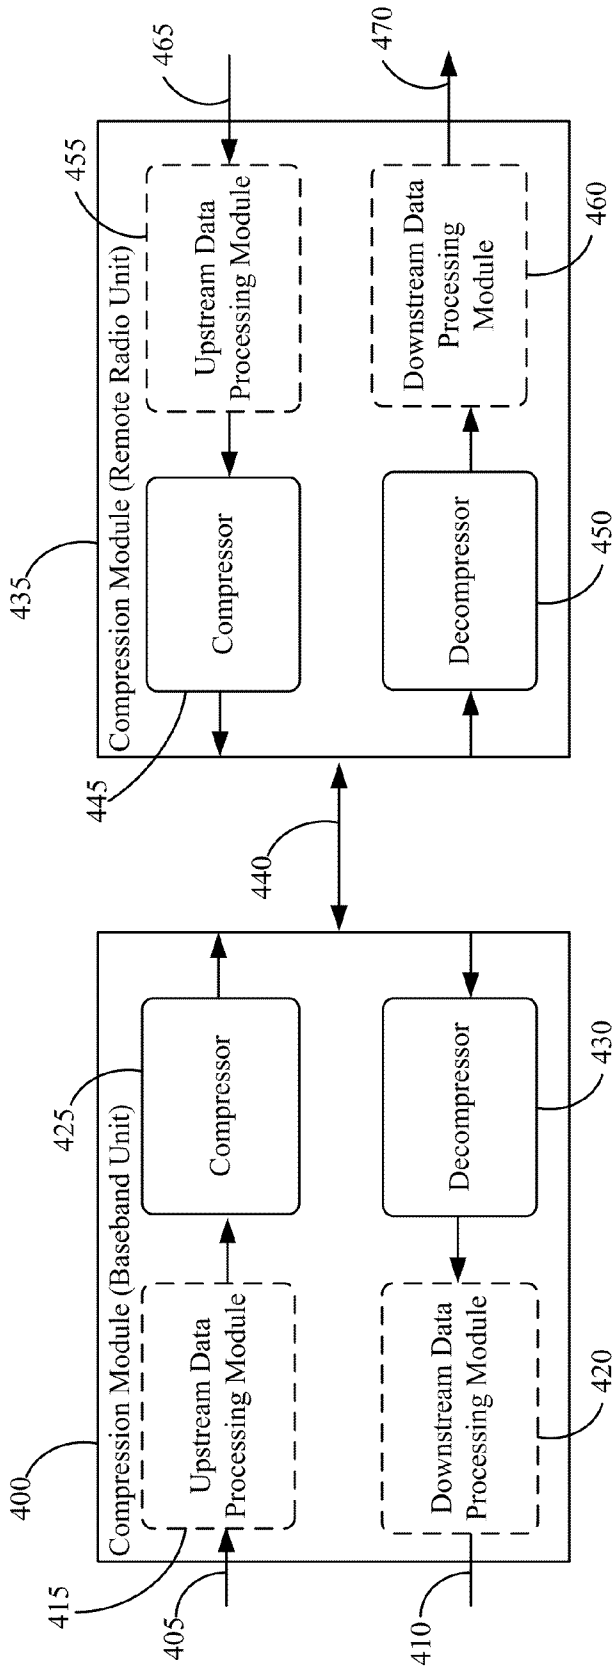 400
Compression Module (Baseband Unit)
415
Upstream Data
Processing Module
405
425
Compressor
Downstream Data
Processing Module
410
420
Decompressor
430
440
435
Compression Module (Remote Radio Unit)
445
Compressor
455
Upstream Data
Processing Module
465
Decompressor
450
Downstream Data
Processing
Module
460
470